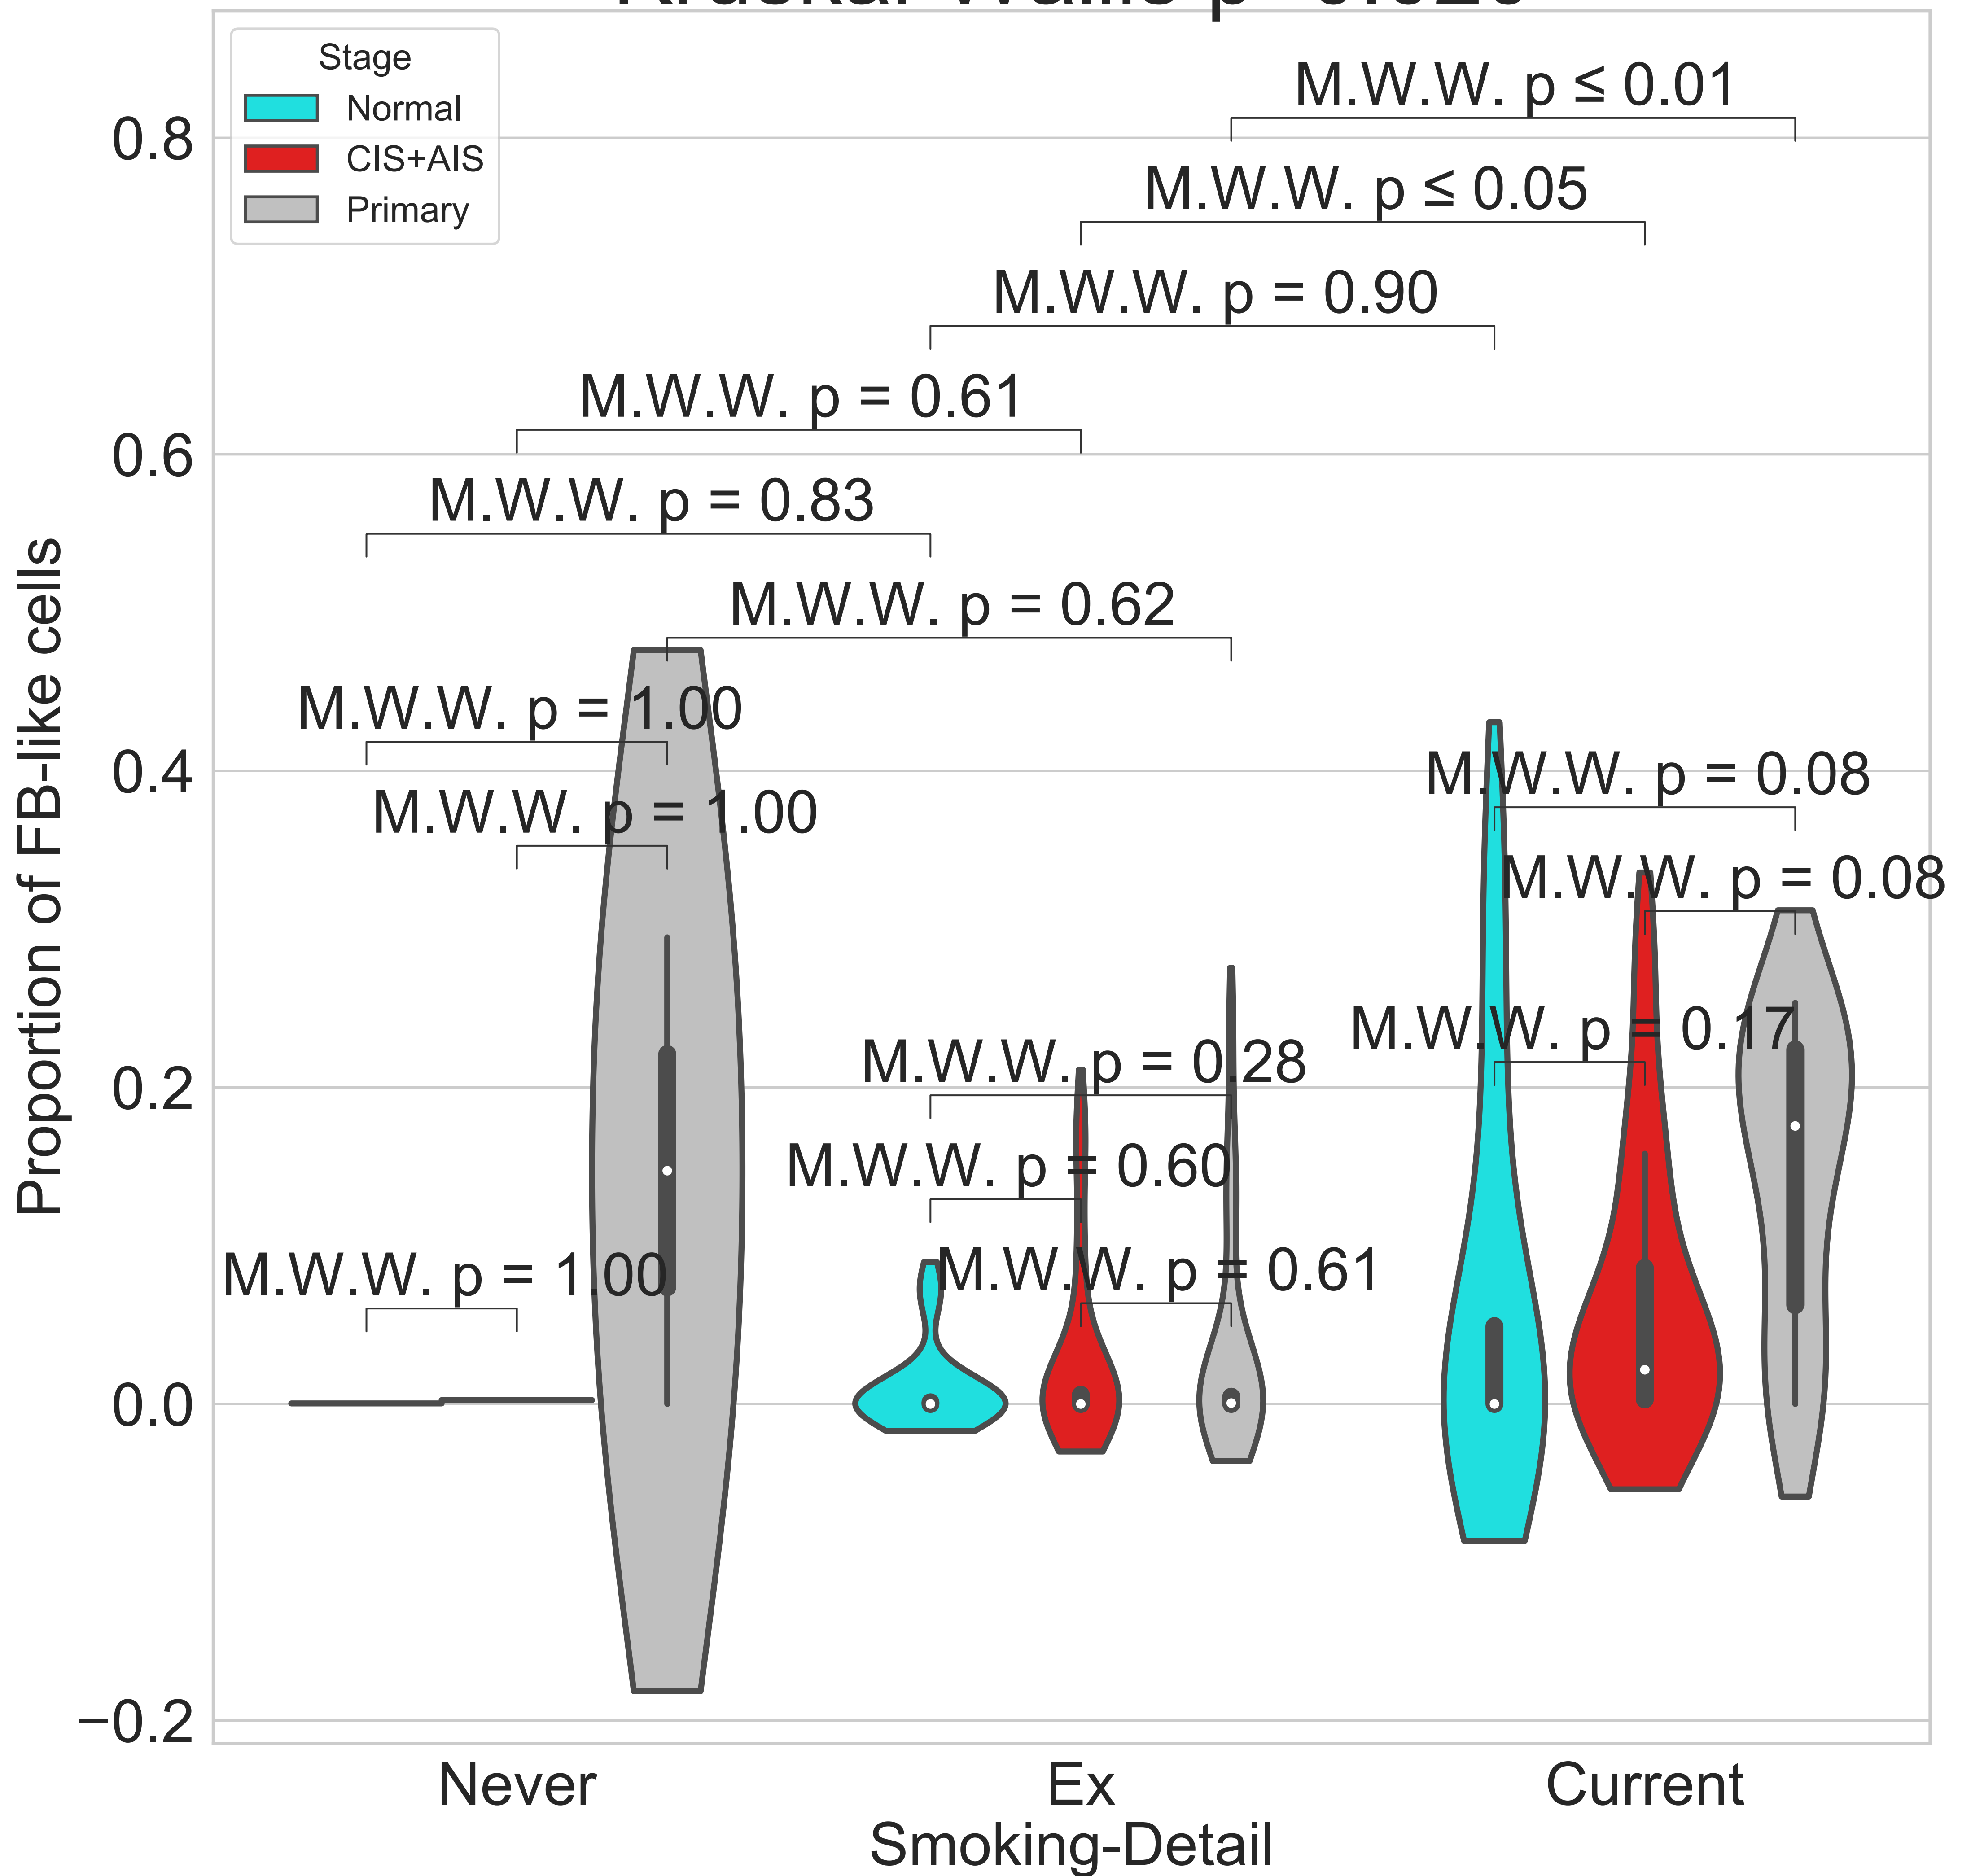 Stage
Normal
CIS+AIS
Primary
M.W.W. p ≤ 0.01
M.W.W. p ≤ 0.05
M.W.W. p = 0.90
M.W.W. p = 0.61
M.W.W. p = 0.83
M.W.W. p = 0.62
M.W.W. p = 1.00
M.W.W. p = 1.00
M.W.W. p = 1.00
M.W.W. p = 0.28
M.W.W. p = 0.60
M.W.W. p = 0.61
M.W.W. p = 0.08
M.W.W. p = 0.08
M.W.W. p = 0.17
0.8
0.6
0.4
0.2
0.0
−0.2
Proportion of FB-like cells
Never
Ex
Current
Smoking-Detail